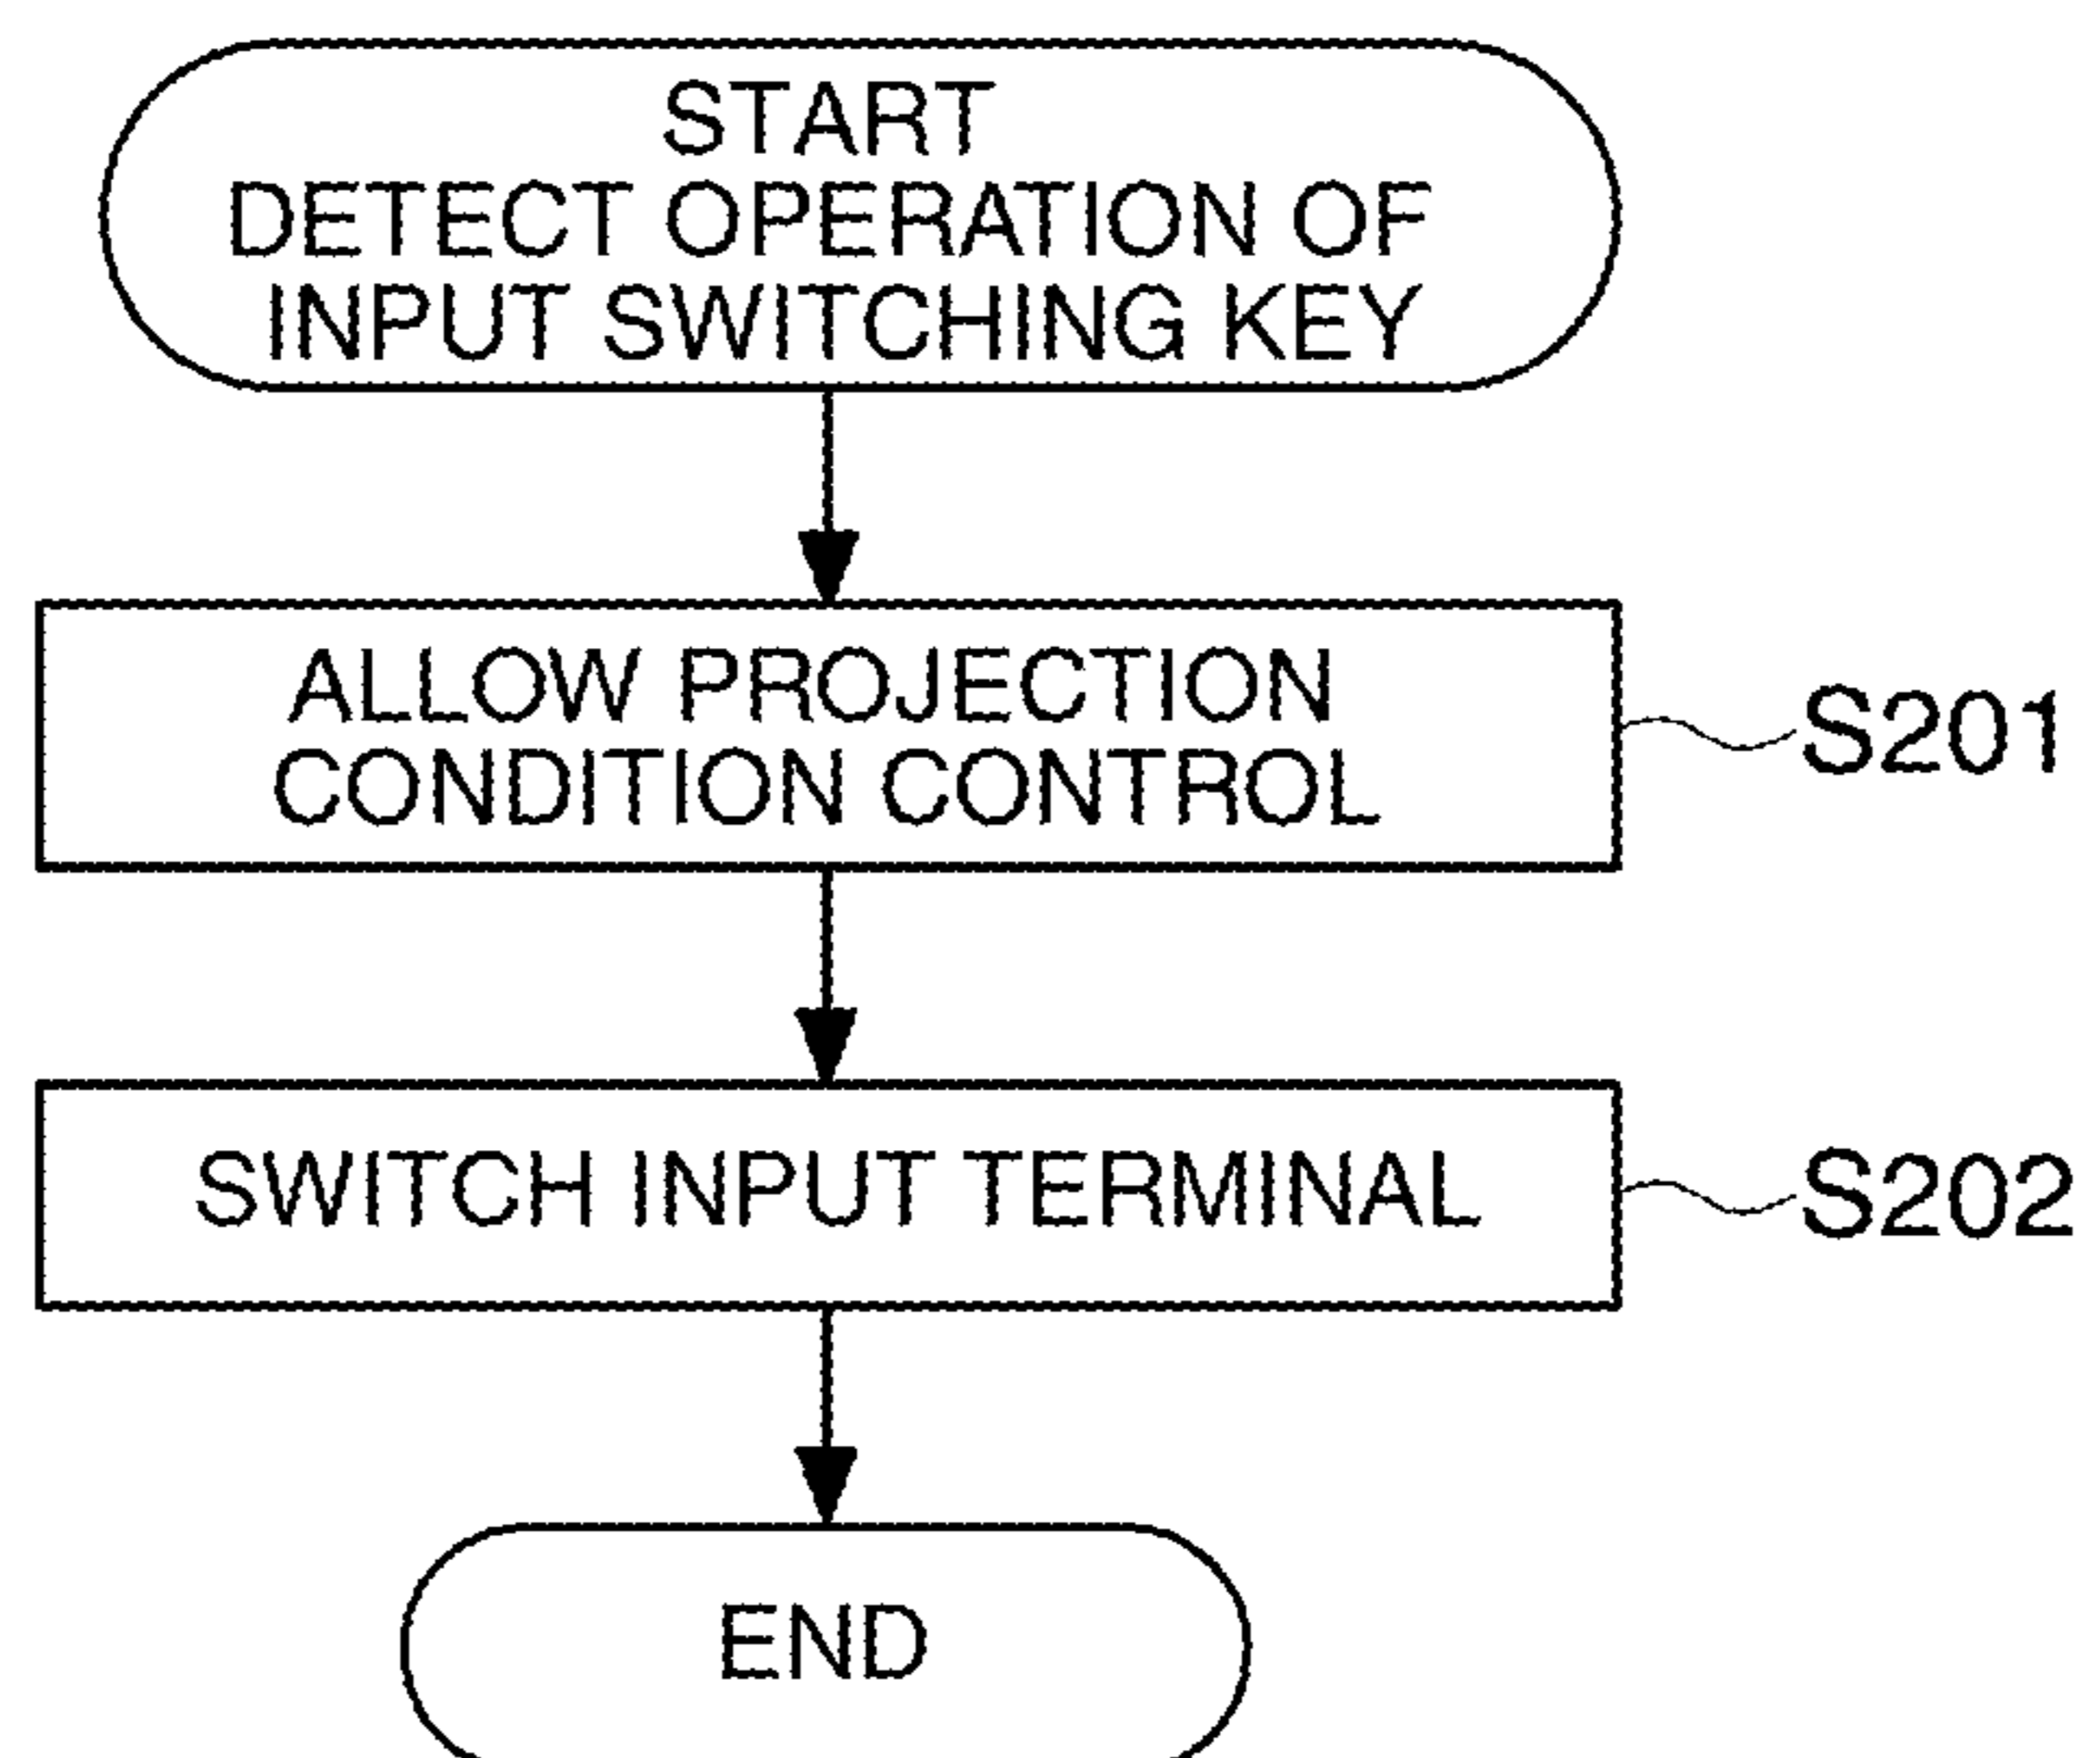 START
DETECT OPERATION OF
INPUT SWITCHING KEY
ALLOW PROJECTION
CONDITION CONTROL
S201
SWITCH INPUT TERMINAL
S202
END